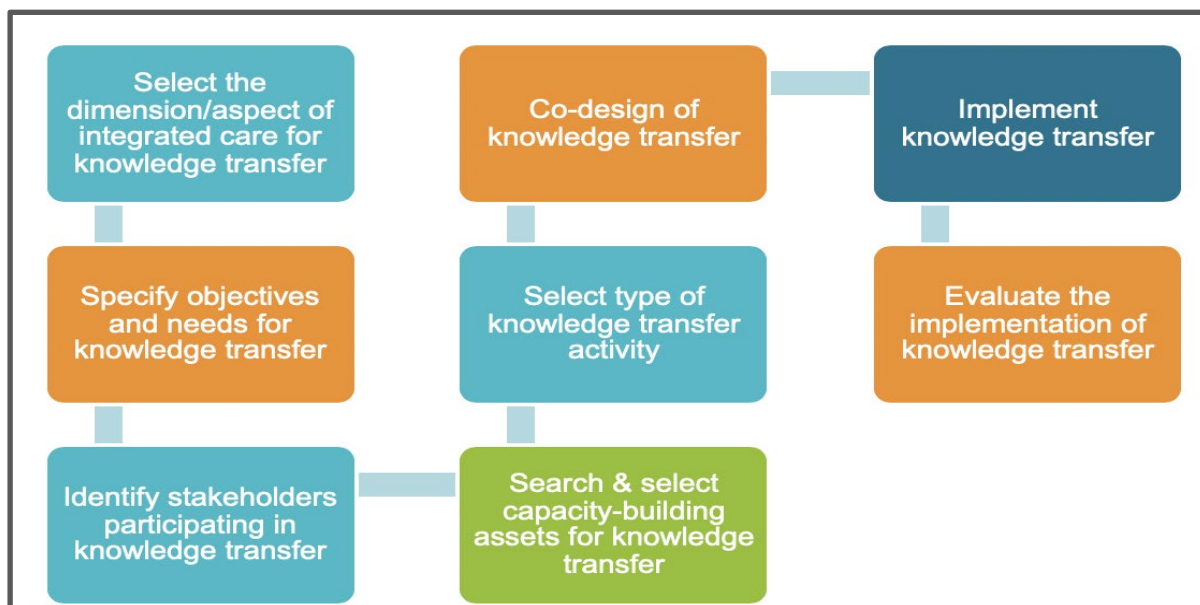 Select the
dimension/aspect of
integrated care for
knowledge transfer
Specify objectives
and needs for
knowledge transfer
Identify stakeholders
participating in
knowledge transfer
Search & select
capacity-building
assets for knowledge
transfer
Select type of
knowledge transfer
activity
Co-design of
knowledge transfer
Implement
knowledge transfer
Evaluate the
implementation of
knowledge transfer